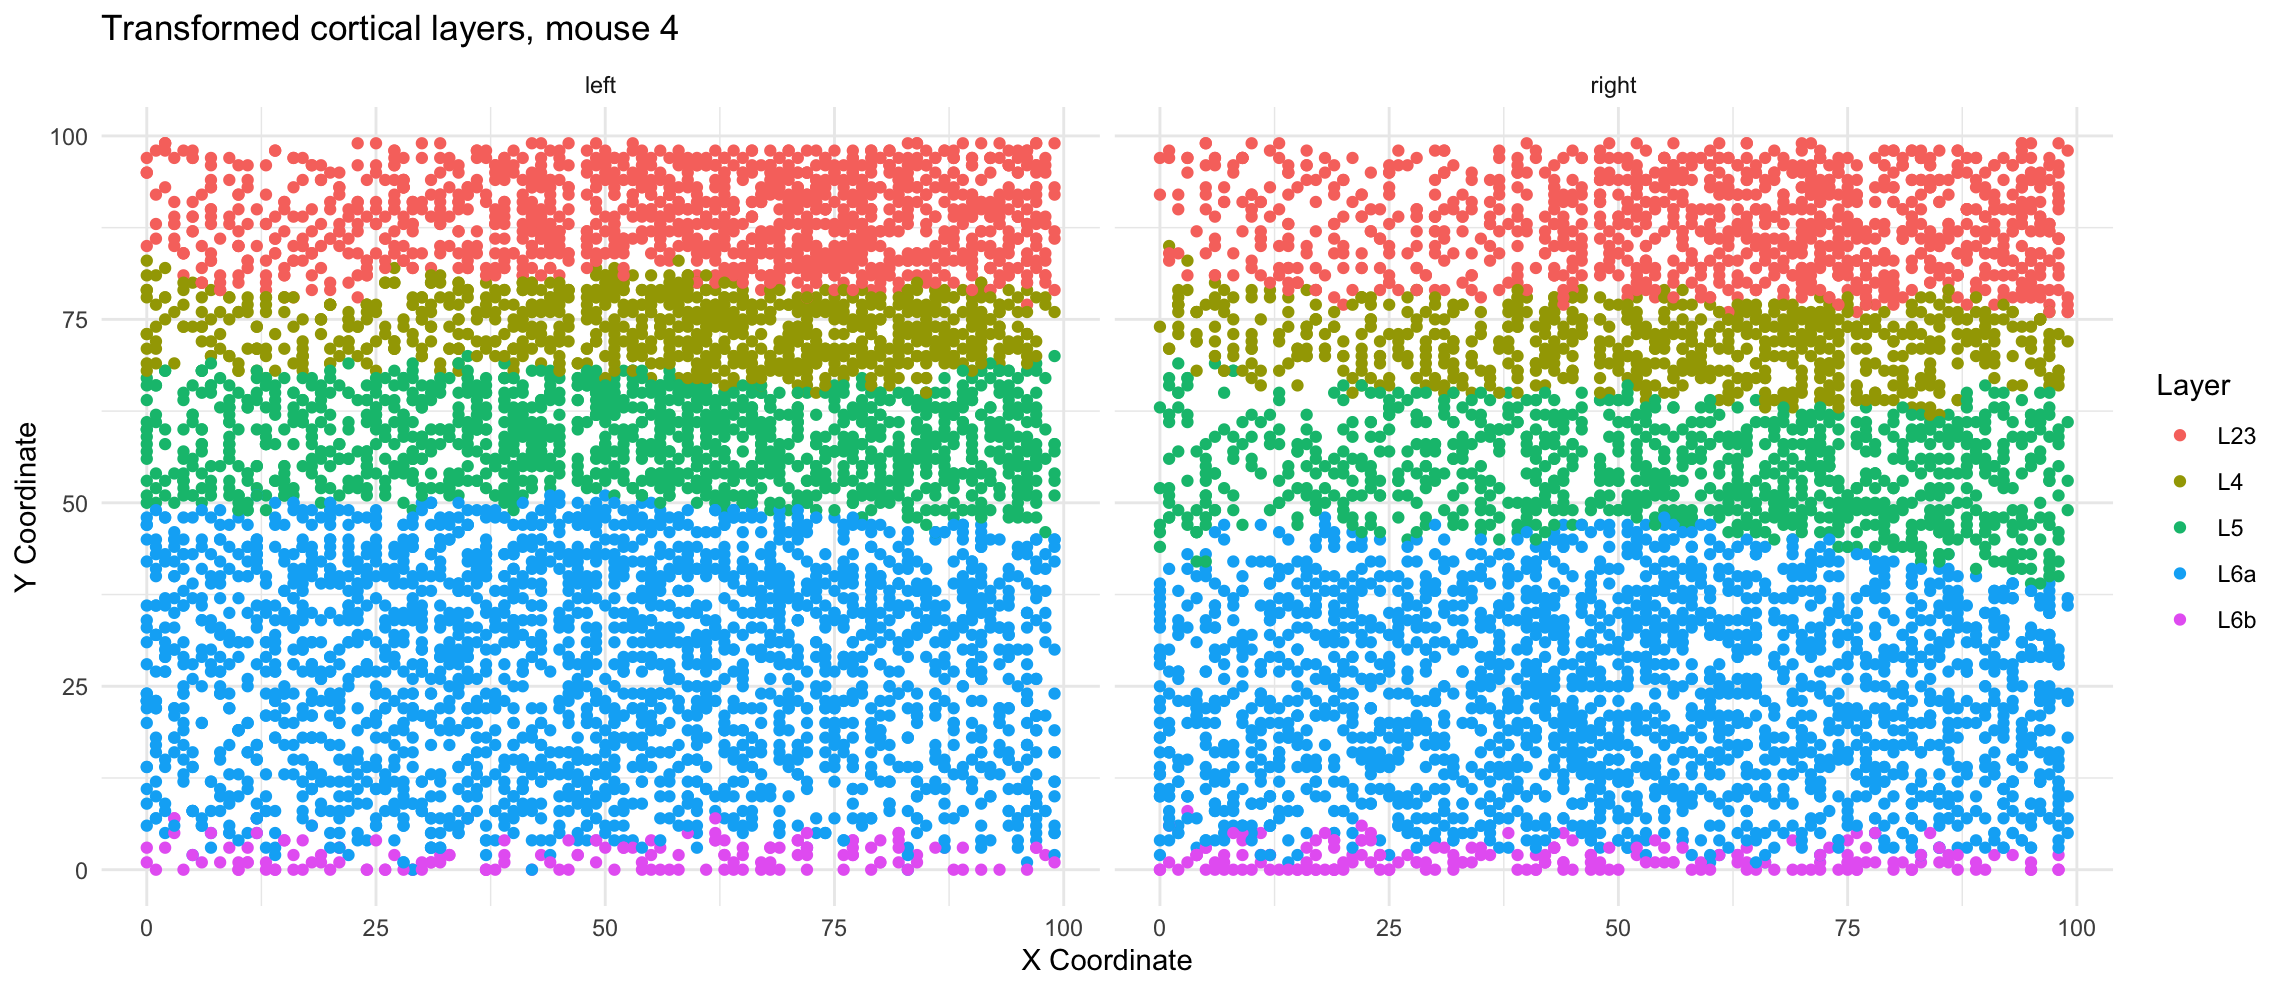 Transformed cortical layers, mouse 4
left
right
100
75
50
25
0
Y Coordinate
0 25 50 75 100
0 25 50 75 100
X Coordinate
Layer
L23
L4
L5
L6a
L6b